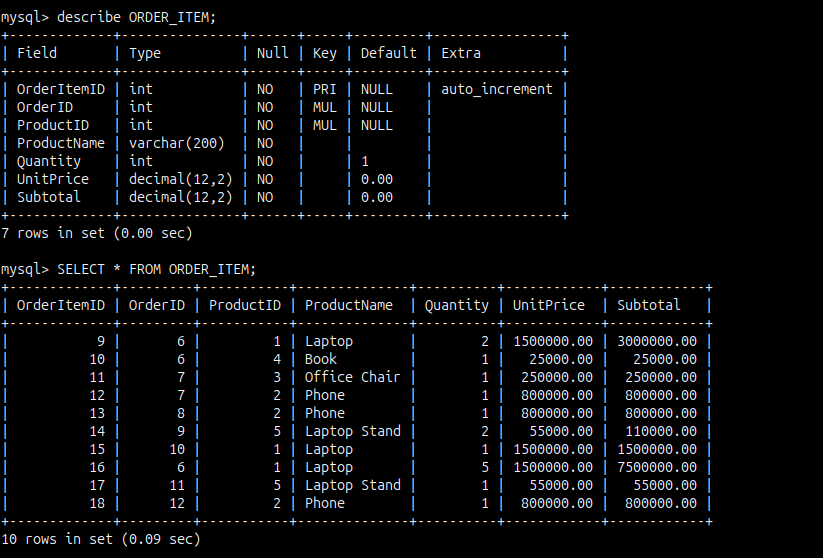 mysql> describe ORDER_ITEM;
+-------------+---------------+------+-----+---------+----------------+
| Field       | Type          | Null | Key | Default | Extra          |
+-------------+---------------+------+-----+---------+----------------+
| OrderItemID | int           | NO   | PRI | NULL    | auto_increment |
| OrderID     | int           | NO   | MUL | NULL    |                |
| ProductID   | int           | NO   | MUL | NULL    |                |
| ProductName | varchar(200)  | NO   |     |         |                |
| Quantity    | int           | NO   |     | 1       |                |
| UnitPrice   | decimal(12,2) | NO   |     | 0.00    |                |
| Subtotal    | decimal(12,2) | NO   |     | 0.00    |                |
+-------------+---------------+------+-----+---------+----------------+
7 rows in set (0.00 sec)

mysql> SELECT * FROM ORDER_ITEM;
+-------------+---------+-----------+--------------+----------+------------+------------+
| OrderItemID | OrderID | ProductID | ProductName  | Quantity | UnitPrice  | Subtotal   |
+-------------+---------+-----------+--------------+----------+------------+------------+
|           9 |       6 |         1 | Laptop       |        2 | 1500000.00 | 3000000.00 |
|          10 |       6 |         4 | Book         |        1 |   25000.00 |   25000.00 |
|          11 |       7 |         3 | Office Chair |        1 |  250000.00 |  250000.00 |
|          12 |       7 |         2 | Phone        |        1 |  800000.00 |  800000.00 |
|          13 |       8 |         2 | Phone        |        1 |  800000.00 |  800000.00 |
|          14 |       9 |         5 | Laptop Stand |        2 |   55000.00 |  110000.00 |
|          15 |      10 |         1 | Laptop       |        1 | 1500000.00 | 1500000.00 |
|          16 |       6 |         1 | Laptop       |        5 | 1500000.00 | 7500000.00 |
|          17 |      11 |         5 | Laptop Stand |        1 |   55000.00 |   55000.00 |
|          18 |      12 |         2 | Phone        |        1 |  800000.00 |  800000.00 |
+-------------+---------+-----------+--------------+----------+------------+------------+
10 rows in set (0.09 sec)